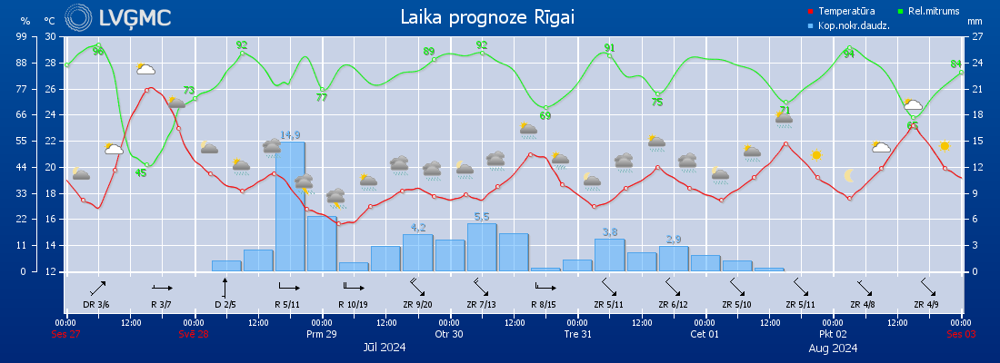 LVĢMC
Laika prognoze Rīgai
Temperatūra
Rel.mitrums
Kop.nokr.daudz.
% °C mm
99 30 27
88 28 24
77 26 21
66 24 18
55 22 15
44 20 12
33 18 9
22 16 6
11 14 3
0 12 0
96 92 89 92 91 94 84
45 73 77 69 75 71 65
14,9 4,2 5,5 3,8 2,9
DR 3/6 R 3/7 D 2/5 R 5/11 R 10/19 ZR 9/20 ZR 7/13 R 8/15 ZR 5/11 ZR 6/12 ZR 5/10 ZR 5/11 ZR 4/8 ZR 4/9
00:00 12:00 00:00 12:00 00:00 12:00 00:00 12:00 00:00 12:00 00:00 12:00 00:00 12:00 00:00
Ses 27 Svē 28 Prm 29 Otr 30 Tre 31 Cet 01 Pkt 02 Ses 03
Jūl 2024 Aug 2024